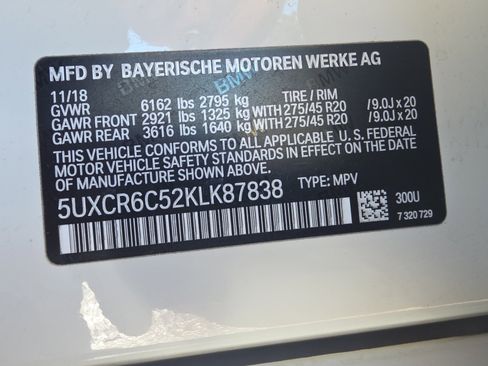 MFD BY BAYERISCHE MOTOREN WERKE AG
11/18 TIRE / RIM
GVWR 6162 lbs 2795 kg
GAWR FRONT 2921 lbs 1325 kg WITH 275/45 R20 /9.0J x 20
GAWR REAR 3616 lbs 1640 kg WITH 275/45 R20 /9.0J x 20
THIS VEHICLE CONFORMS TO ALL APPLICABLE U.S. FEDERAL
MOTOR VEHICLE SAFETY STANDARDS IN EFFECT ON THE DATE
OF MANUFACTURE SHOWN ABOVE.
5UXCR6C52KLK87838 TYPE: MPV
300U
7 320 729